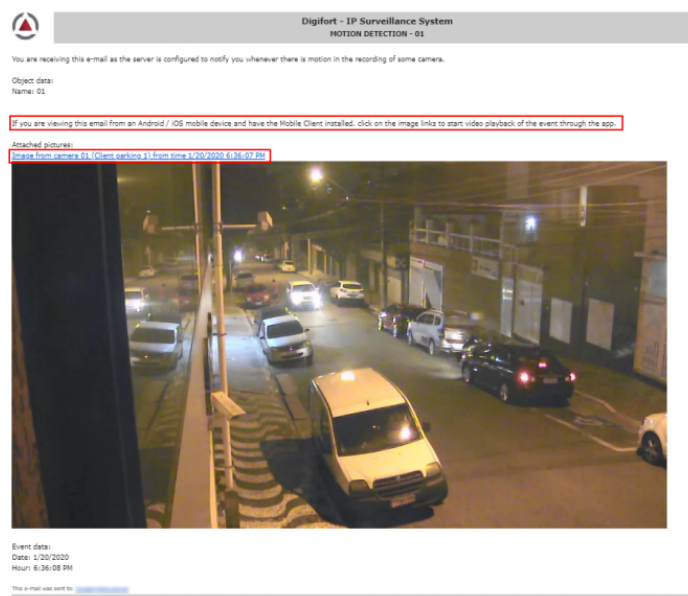 Digifort - IP Surveillance System
MOTION DETECTION - 01
You are receiving this e-mail as the server is configured to notify you whenever there is motion in the recording of some camera.
Object data:
Name: 01
If you are viewing this email from an Android / iOS mobile device and have the Mobile Client installed, click on the image links to start video playback of the event through the app.
Attached pictures:
Image from camera 01 (Client parking 1) from time 1/20/2020 6:36:07 PM
Event data:
Date: 1/20/2020
Hour: 6:36:08 PM
This e-mail was sent to: